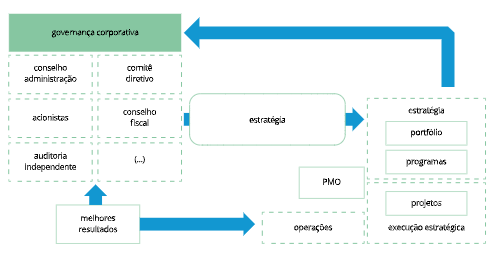 governança corporativa
conselho
administração
comitê
diretivo
acionistas
conselho
fiscal
auditoria
independente
(...)
estratégia
estratégia
portfólio
programas
PMO
projetos
execução estratégica
melhores
resultados
operações